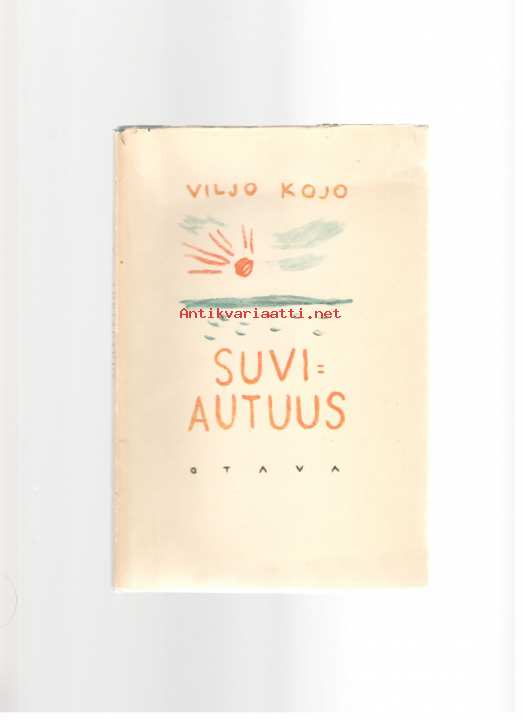 VILJO KOJO
Antikvariaatti.net
SUVI=
AUTUUS
OTAVA